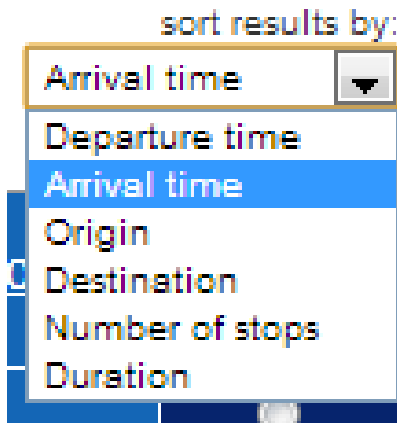 sort results by:
Arrival time
Departure time
Arrival time
Origin
Destination
Number of stops
Duration